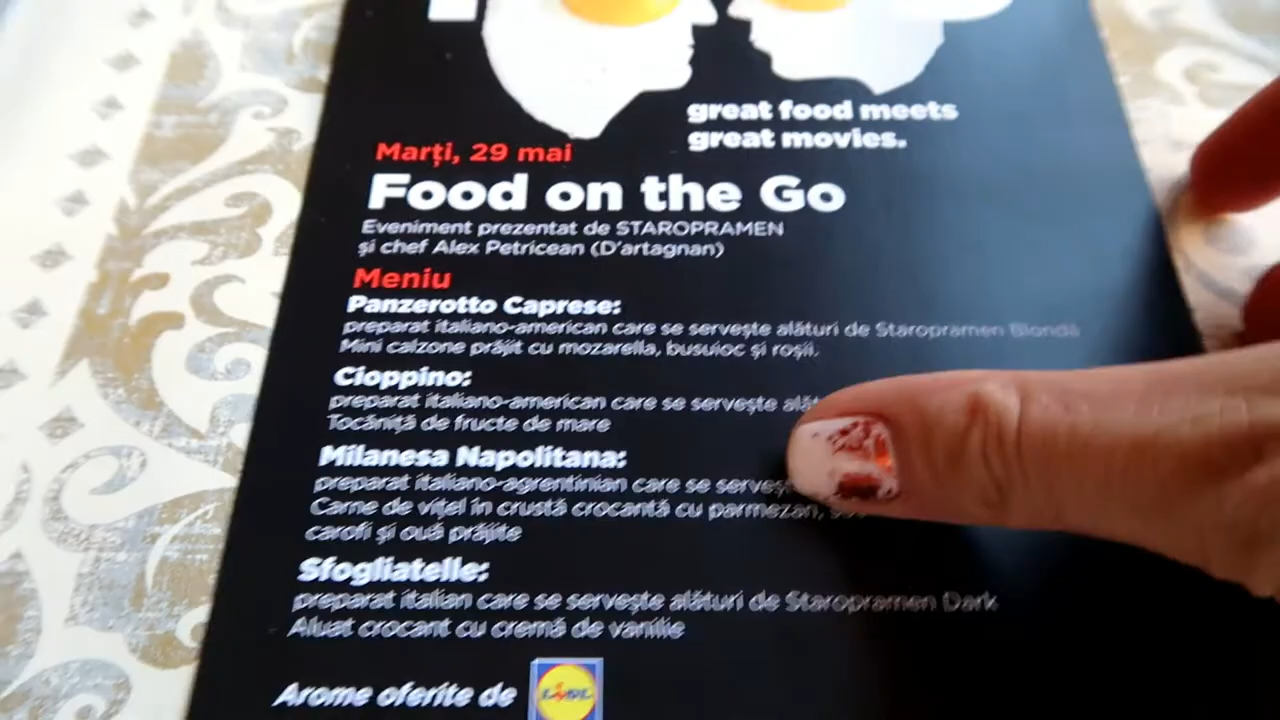 great food meets
great movies.
Marți, 29 mai
Food on the Go
Eveniment prezentat de STAROPRAMEN
și chef Alex Petricean (D'artagnan)
Meniu
Panzerotto Caprese:
preparat italiano-american care se servește alături de Staropramen Blondă
Mini calzone prăjit cu mozarella, busuioc și roșii.
Cioppino:
preparat italiano-american care se servește
Tocăniță de fructe de mare
Milanesa Napolitana:
preparat italiano-agrentinian care se
Carne de vițel în crustă crocantă cu parmezan,
carofi și ouă prăjite
Sfogliatelle:
preparat italian care se servește alături de Staropramen Dark
Aluat crocant cu cremă de vanilie
Arome oferite de
LIDL